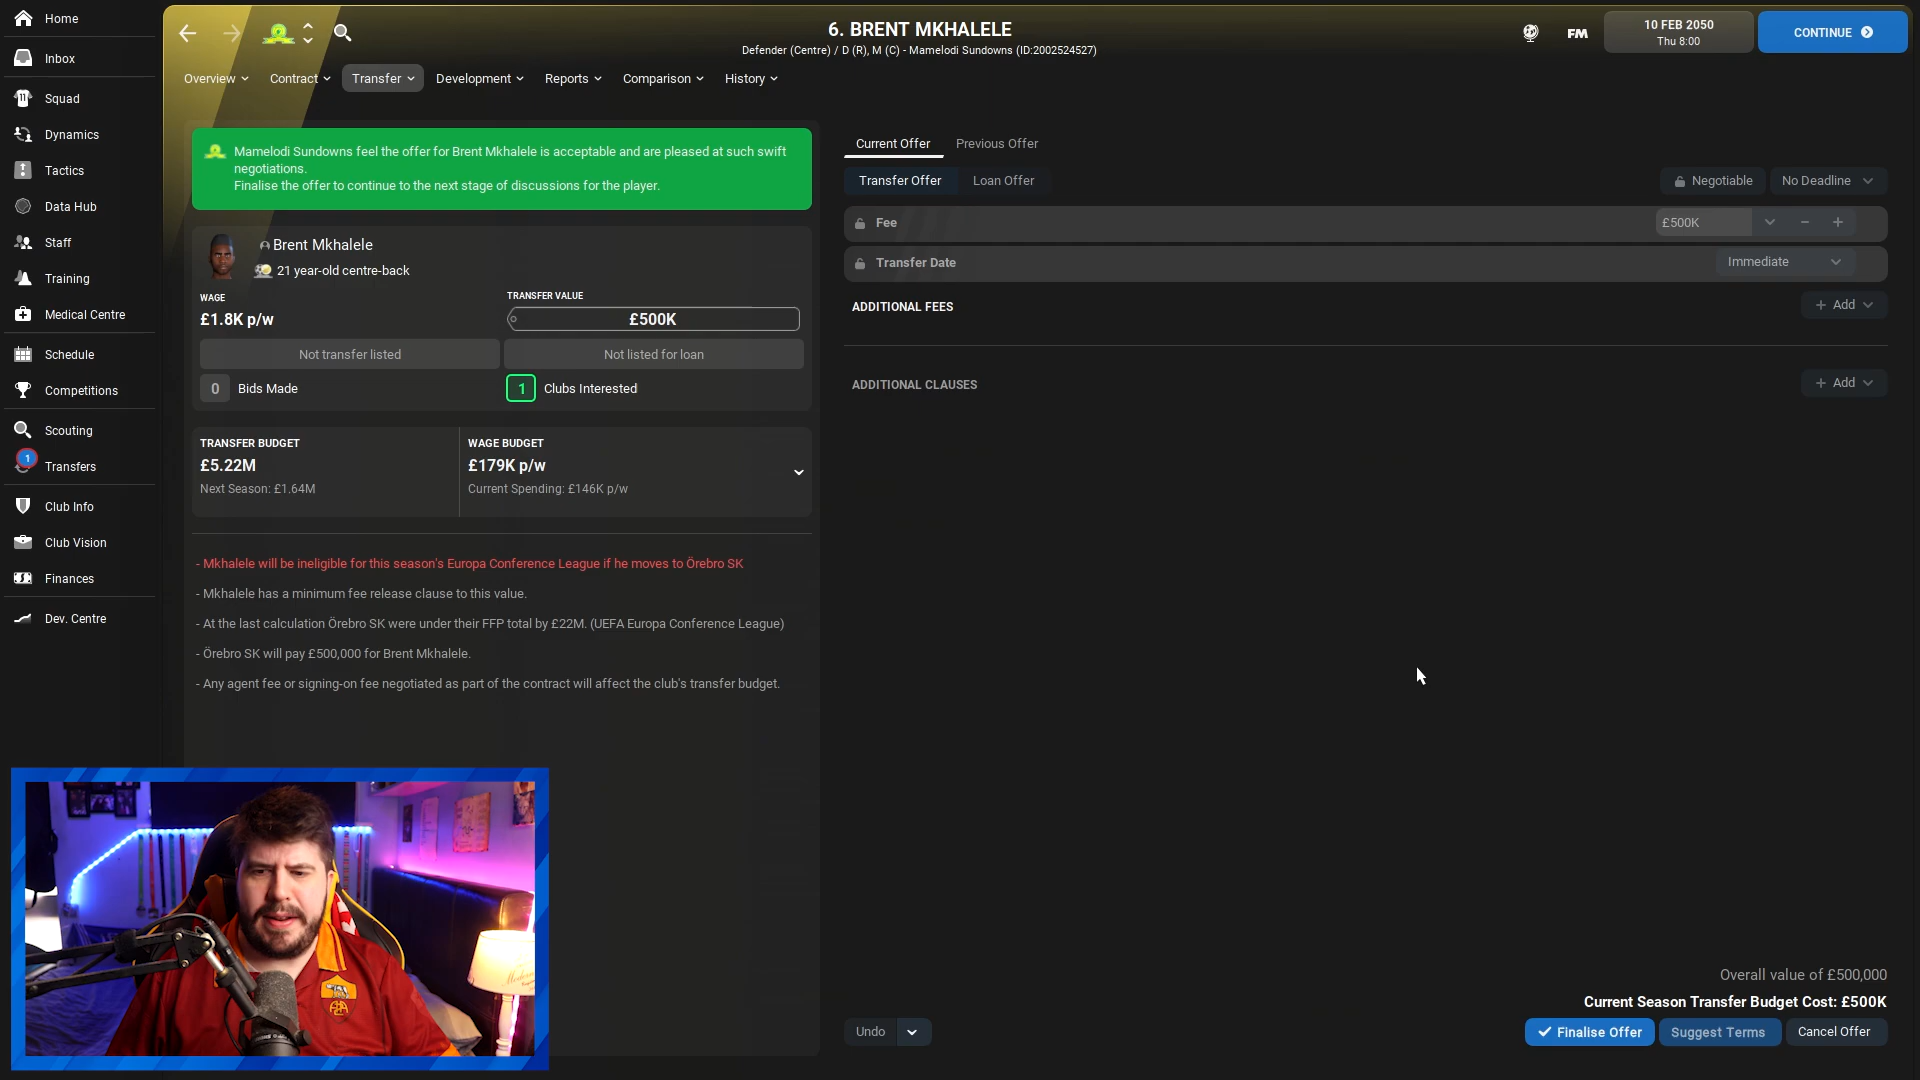 Home
Inbox
Squad
Dynamics
Tactics
Data Hub
Staff
Training
Medical Centre
Schedule
Competitions
Scouting
1
Transfers
Club Info
Club Vision
Finances
Dev. Centre
6. BRENT MKHALELE
Defender (Centre) / D (R), M (C) - Mamelodi Sundowns (ID:2002524527)
FM
10 FEB 2050
Thu 8:00
CONTINUE
Overview
Contract
Transfer
Development
Reports
Comparison
History
Mamelodi Sundowns feel the offer for Brent Mkhalele is acceptable and are pleased at such swift
negotiations.
Finalise the offer to continue to the next stage of discussions for the player.
Brent Mkhalele
21 year-old centre-back
WAGE
£1.8K p/w
TRANSFER VALUE
£500K
Not transfer listed
Not listed for loan
0 Bids Made
1 Clubs Interested
TRANSFER BUDGET
£5.22M
Next Season: £1.64M
WAGE BUDGET
£179K p/w
Current Spending: £146K p/w
- Mkhalele will be ineligible for this season's Europa Conference League if he moves to Örebro SK
- Mkhalele has a minimum fee release clause to this value.
- At the last calculation Örebro SK were under their FFP total by £22M. (UEFA Europa Conference League)
- Örebro SK will pay £500,000 for Brent Mkhalele.
- Any agent fee or signing-on fee negotiated as part of the contract will affect the club's transfer budget.
Current Offer
Previous Offer
Transfer Offer
Loan Offer
Negotiable
No Deadline
Fee
£500K
Transfer Date
Immediate
ADDITIONAL FEES
+ Add
ADDITIONAL CLAUSES
+ Add
Overall value of £500,000
Current Season Transfer Budget Cost: £500K
Undo
Finalise Offer
Suggest Terms
Cancel Offer